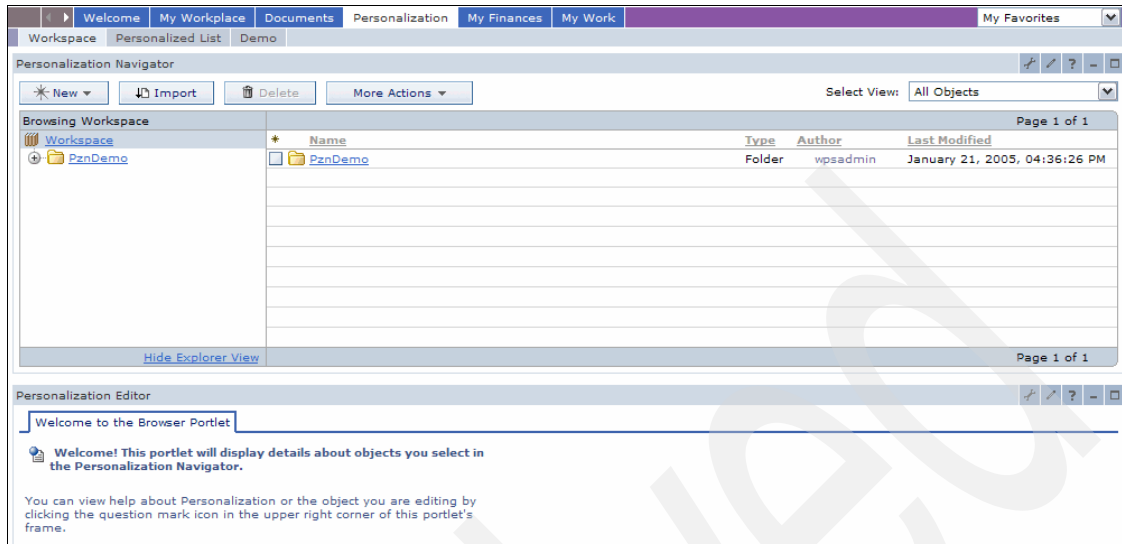 Welcome My Workplace Documents Personalization My Finances My Work My Favorites
Workspace Personalized List Demo
Personalization Navigator
New Import Delete More Actions Select View: All Objects
Browsing Workspace Page 1 of 1
Workspace * Name Type Author Last Modified
PznDemo PznDemo Folder wpsadmin January 21, 2005, 04:36:26 PM
Hide Explorer View Page 1 of 1
Personalization Editor
Welcome to the Browser Portlet
Welcome! This portlet will display details about objects you select in
the Personalization Navigator.
You can view help about Personalization or the object you are editing by
clicking the question mark icon in the upper right corner of this portlet's
frame.